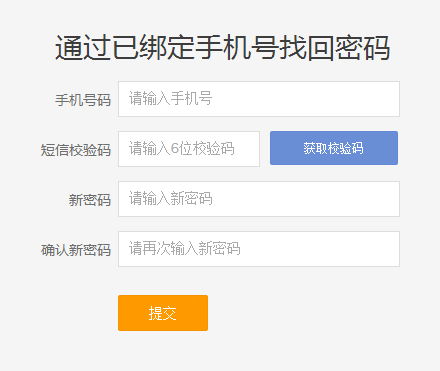 通过已绑定手机号找回密码
手机号码 请输入手机号
短信校验码 请输入6位校验码 获取校验码
新密码 请输入新密码
确认新密码 请再次输入新密码
提交